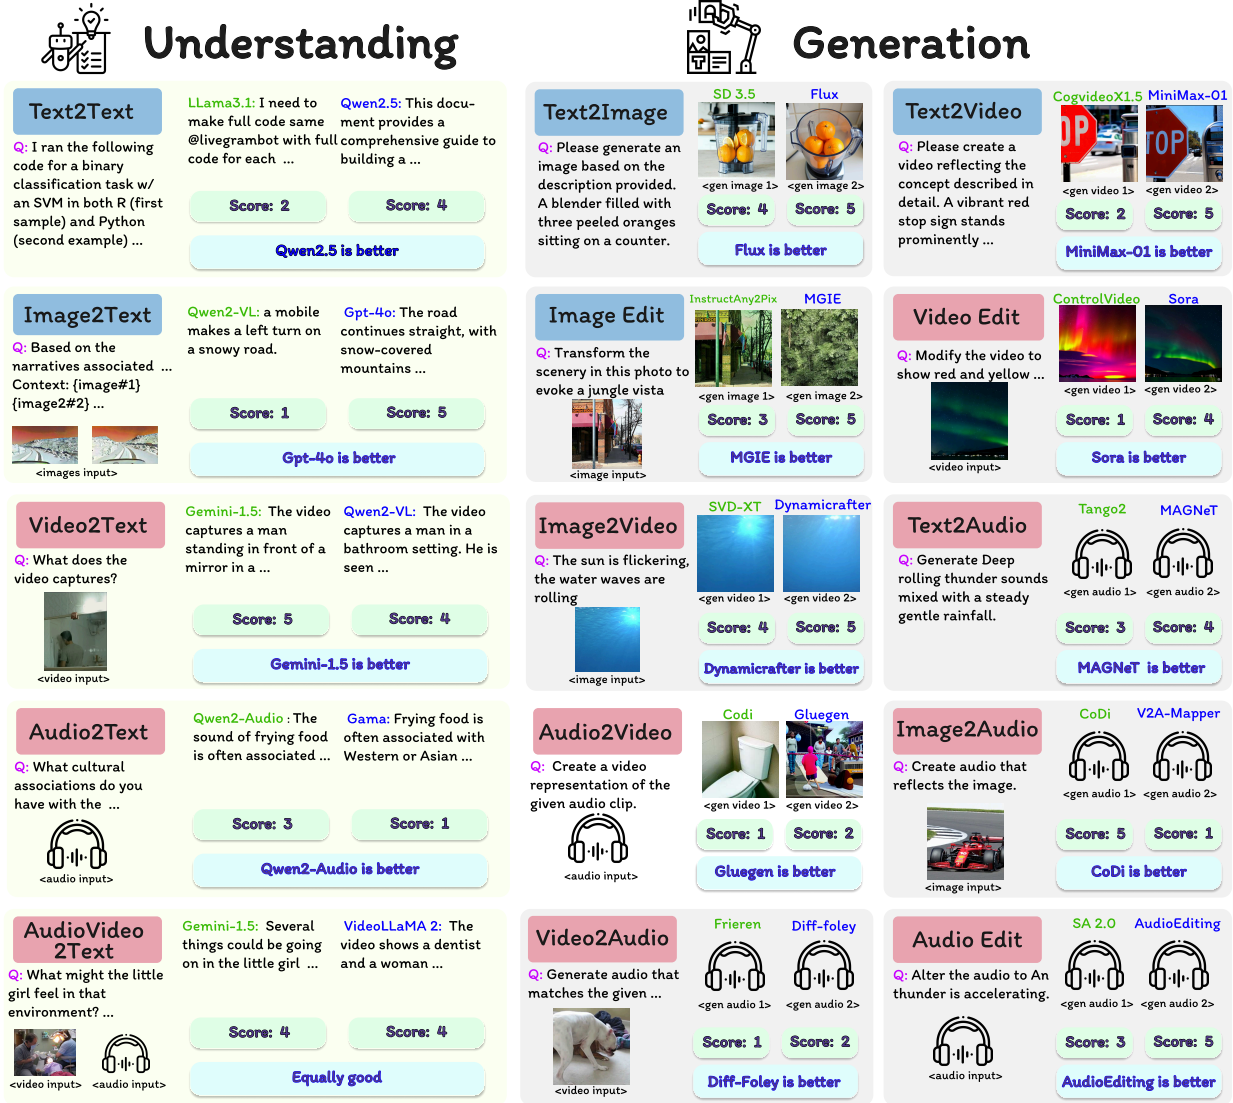 Understanding
Text2Text
Q: I ran the following
code for a binary
classification task w/
an SVM in both R (first
sample) and Python
(second example) ...
LLama3.1: I need to
make full code same
@livegrambot with full
code for each ...
Score: 2
Qwen2.5: This docu-
ment provides a
comprehensive guide to
building a ...
Score: 4
Qwen2.5 is better
Image2Text
Q: Based on the
narratives associated ...
Context: {image#1}
{image2#2} ...
<images input>
Qwen2-VL: a mobile
makes a left turn on
a snowy road.
Score: 1
Gpt-4o: The road
continues straight, with
snow-covered
mountains ...
Score: 5
Gpt-4o is better
Video2Text
Q: What does the
video captures?
<video input>
Gemini-1.5: The video
captures a man
standing in front of a
mirror in a ...
Score: 5
Qwen2-VL: The video
captures a man in a
bathroom setting. He is
seen ...
Score: 4
Gemini-1.5 is better
Audio2Text
Q: What cultural
associations do you
have with the ...
<audio input>
Qwen2-Audio : The
sound of frying food
is often associated ...
Score: 3
Gama: Frying food is
often associated with
Western or Asian ...
Score: 1
Qwen2-Audio is better
AudioVideo
2Text
Q: What might the little
girl feel in that
environment? ...
<video input>
<audio input>
Gemini-1.5: Several
things could be going
on in the little girl ...
Score: 4
VideoLLaMA 2: The
video shows a dentist
and a woman ...
Score: 4
Equally good
Generation
Text2Image
Q: Please generate an
image based on the
description provided.
A blender filled with
three peeled oranges
sitting on a counter.
SD 3.5
<gen image 1>
Score: 4
Flux
<gen image 2>
Score: 5
Flux is better
Text2Video
Q: Please create a
video reflecting the
concept described in
detail. A vibrant red
stop sign stands
prominently ...
CogvideoX1.5
OP
<gen video 1>
Score: 2
MiniMax-01
TOP
<gen video 2>
Score: 5
MiniMax-01 is better
Image Edit
Q: Transform the
scenery in this photo to
evoke a jungle vista
<image input>
InstructAny2Pix
<gen image 1>
Score: 3
MGIE
<gen image 2>
Score: 5
MGIE is better
Video Edit
Q: Modify the video to
show red and yellow ...
<video input>
ControlVideo
<gen video 1>
Score: 1
Sora
<gen video 2>
Score: 4
Sora is better
Image2Video
Q: The sun is flickering,
the water waves are
rolling
<image input>
SVD-XT
<gen video 1>
Score: 4
Dynamicrafter
<gen video 2>
Score: 5
Dynamicrafter is better
Text2Audio
Q: Generate Deep
rolling thunder sounds
mixed with a steady
gentle rainfall.
Tango2
<gen audio 1>
Score: 3
MAGNeT
<gen audio 2>
Score: 4
MAGNeT is better
Audio2Video
Q: Create a video
representation of the
given audio clip.
<audio input>
Codi
<gen video 1>
Score: 1
Gluegen
<gen video 2>
Score: 2
Gluegen is better
Image2Audio
Q: Create audio that
reflects the image.
<image input>
CoDi
<gen audio 1>
Score: 5
V2A-Mapper
<gen audio 2>
Score: 1
CoDi is better
Video2Audio
Q: Generate audio that
matches the given ...
<video input>
Frieren
<gen audio 1>
Score: 1
Diff-foley
<gen audio 2>
Score: 2
Diff-Foley is better
Audio Edit
Q: Alter the audio to An
thunder is accelerating.
<audio input>
SA 2.0
<gen audio 1>
Score: 3
AudioEditing
<gen audio 2>
Score: 5
AudioEditing is better